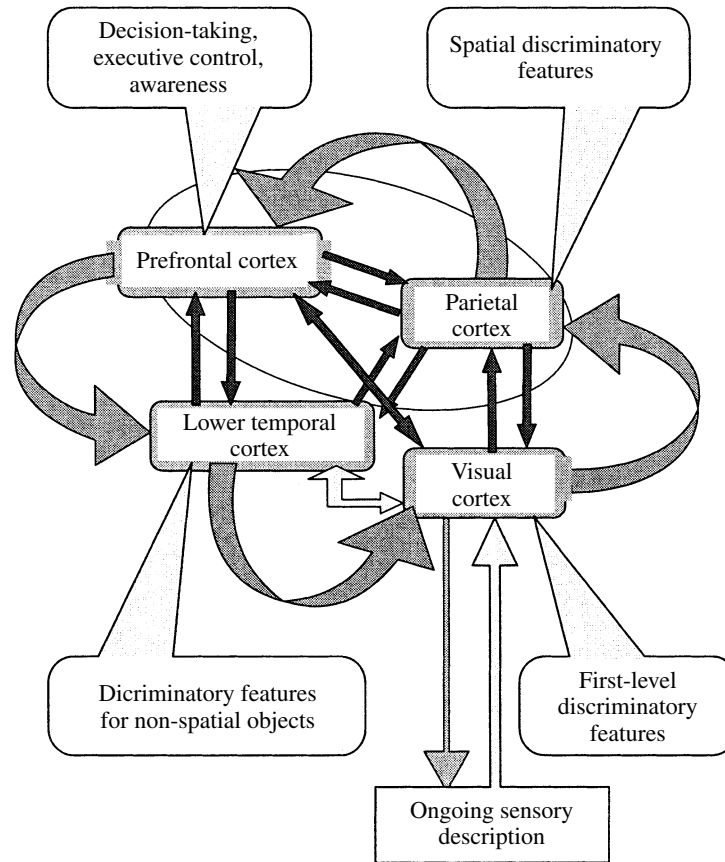 Decision-taking,
executive control,
awareness
Spatial discriminatory
features
Prefrontal cortex
Parietal
cortex
Lower temporal
cortex
Visual
cortex
Dicriminatory features
for non-spatial objects
First-level
discriminatory
features
Ongoing sensory
description